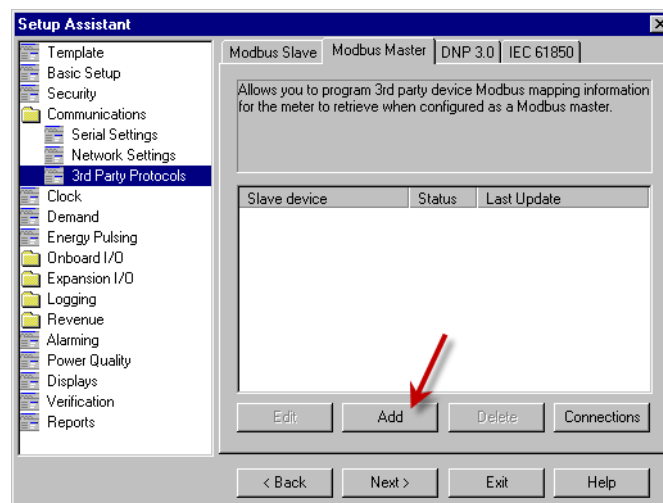 Setup Assistant
Template
Basic Setup
Security
Communications
Serial Settings
Network Settings
3rd Party Protocols
Clock
Demand
Energy Pulsing
Onboard I/O
Expansion I/O
Logging
Revenue
Alarming
Power Quality
Displays
Verification
Reports
Modbus Slave Modbus Master DNP 3.0 IEC 61850
Allows you to program 3rd party device Modbus mapping information
for the meter to retrieve when configured as a Modbus master.
Slave device Status Last Update
Edit Add Delete Connections
< Back Next > Exit Help